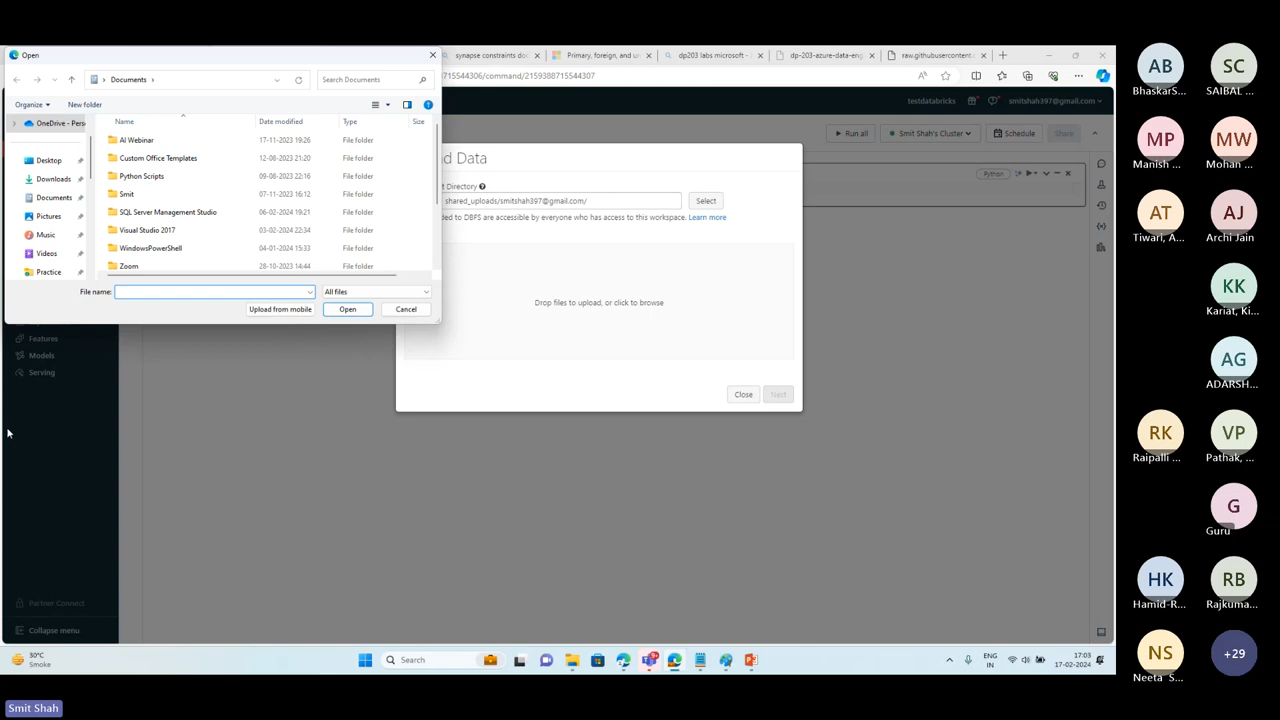 Open
synapse constraints doc
Primary, foreign, and un
dp203 labs microsoft -
dp-203-azure-data-eng
raw.githubusercontent.c
715544306/command/2159388715544307
Documents
Search Documents
Organize
New folder
Name
Date modified
Type
Size
OneDrive - Pers
Desktop
Downloads
Documents
Pictures
Music
Videos
Practice
AI Webinar 17-11-2023 19:26 File folder
Custom Office Templates 12-08-2023 21:20 File folder
Python Scripts 09-08-2023 22:16 File folder
Smit 07-11-2023 16:12 File folder
SQL Server Management Studio 06-02-2024 19:21 File folder
Visual Studio 2017 03-02-2024 22:34 File folder
WindowsPowerShell 04-01-2024 15:33 File folder
Zoom 28-10-2023 14:44 File folder
File name:
All files
Upload from mobile
Open
Cancel
testdatabricks
smitshah397@gmail.com
Run all
Smit Shah's Cluster
Schedule
Share
Python
d Data
t Directory
shared_uploads/smitshah397@gmail.com/
Select
ded to DBFS are accessible by everyone who has access to this workspace. Learn more
Drop files to upload, or click to browse
Close
Next
Features
Models
Serving
Partner Connect
Collapse menu
30°C
Smoke
Search
ENG
IN
17:03
17-02-2024
AB
BhaskarS...
SC
SAIBAL ...
MP
Manish ...
MW
Mohan ...
AT
Tiwari, A...
AJ
Archi Jain
KK
Kariat, Ki...
AG
ADARSH...
RK
Raipalli ...
VP
Pathak, ...
G
Guru
HK
Hamid-R...
RB
Rajkuma...
NS
Neeta S...
+29
Smit Shah